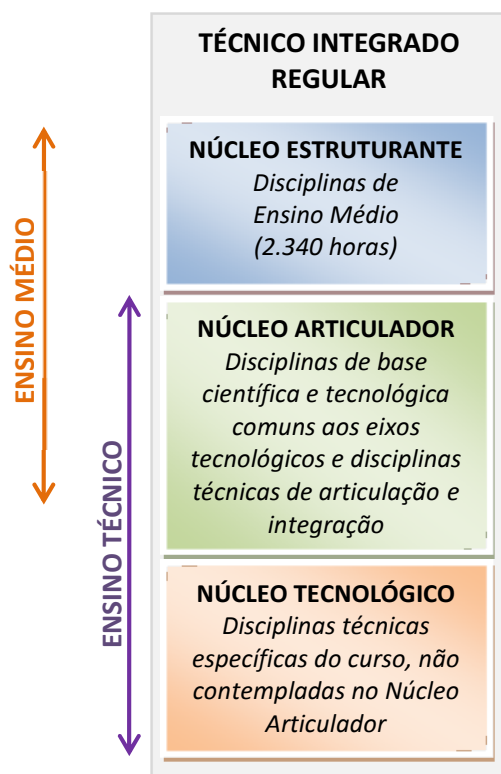 TÉCNICO INTEGRADO
REGULAR
NÚCLEO ESTRUTURANTE
Disciplinas de
Ensino Médio
(2.340 horas)
NÚCLEO ARTICULADOR
Disciplinas de base
científica e tecnológica
comuns aos eixos
tecnológicos e disciplinas
técnicas de articulação e
integração
NÚCLEO TECNOLÓGICO
Disciplinas técnicas
específicas do curso, não
contempladas no Núcleo
Articulador
ENSINO MÉDIO
ENSINO TÉCNICO